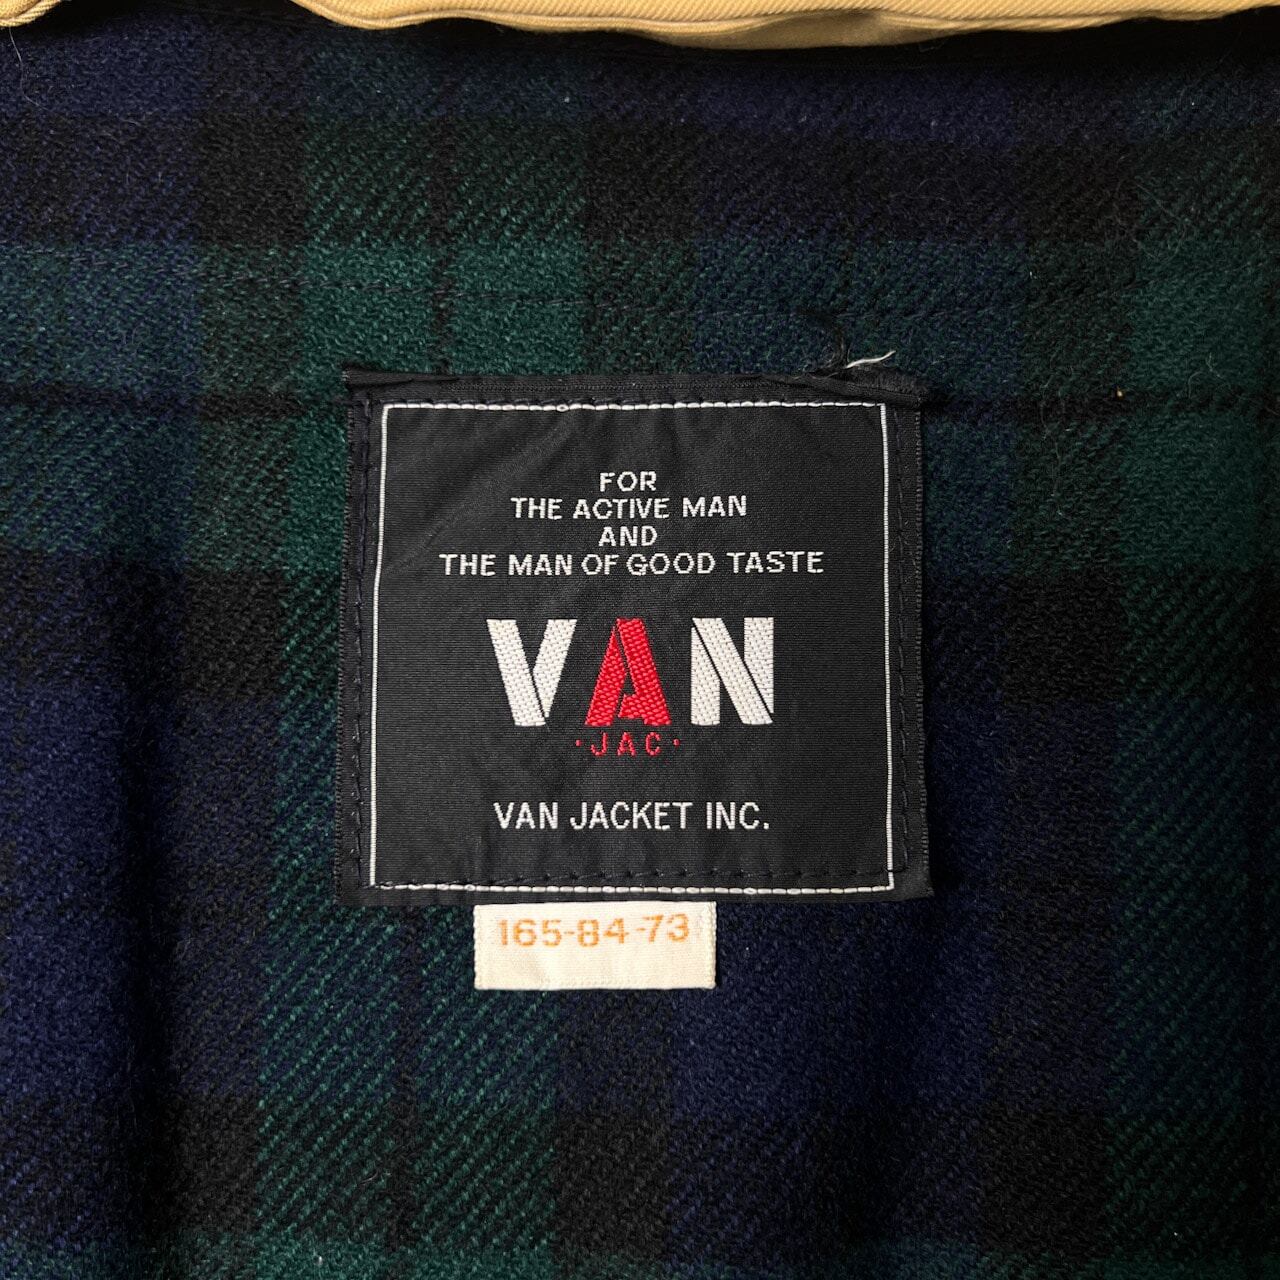 FOR
THE ACTIVE MAN
AND
THE MAN OF GOOD TASTE
VAN
·JAC·
VAN JACKET INC.
165-84-73